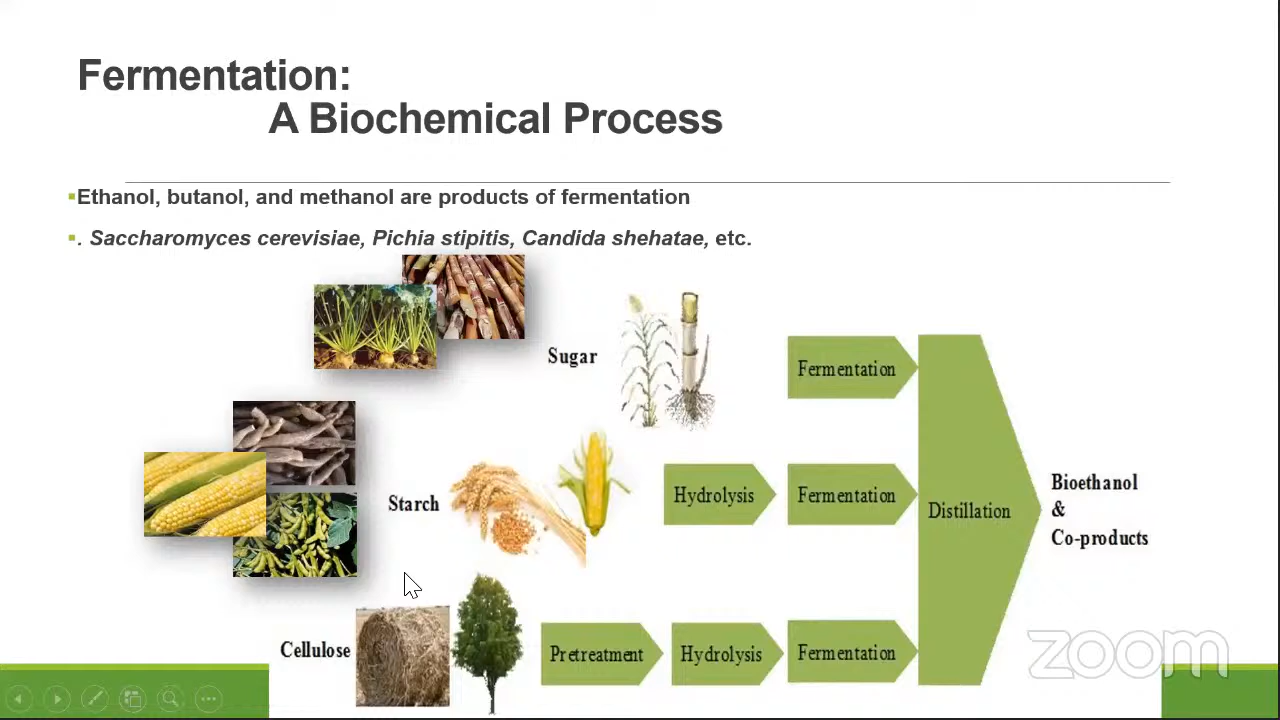 Fermentation:
A Biochemical Process
Ethanol, butanol, and methanol are products of fermentation
. Saccharomyces cerevisiae, Pichia stipitis, Candida shehatae, etc.
Sugar
Fermentation
Starch
Hydrolysis
Fermentation
Distillation
Bioethanol
&
Co-products
Cellulose
Pretreatment
Hydrolysis
Fermentation
zoom